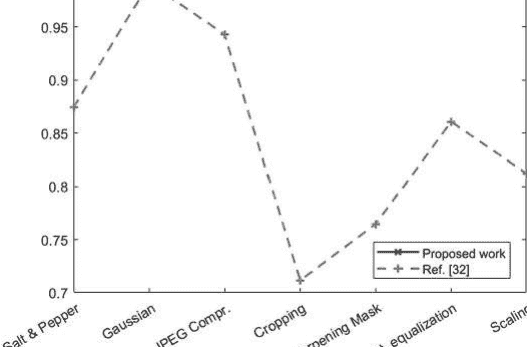 0.95
0.9
0.85
0.8
0.75
0.7
Proposed work
Ref. [32]
Salt & Pepper
Gaussian
JPEG Compr.
Cropping
Mask
equalization